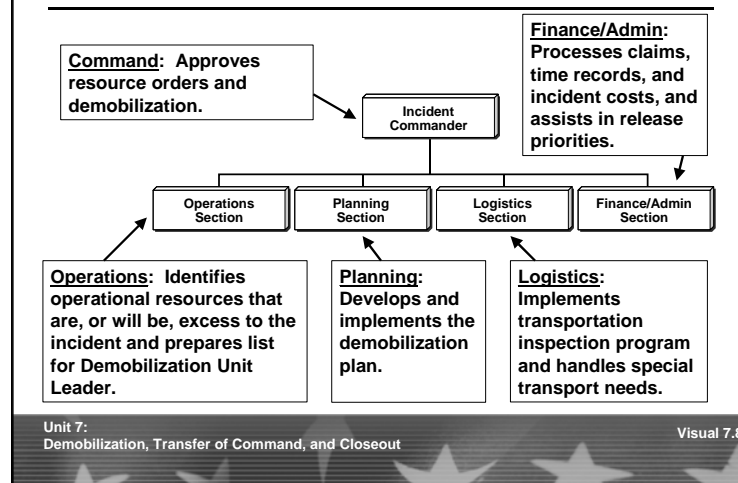 Command: Approves
resource orders and
demobilization.
Finance/Admin:
Processes claims,
time records, and
incident costs, and
assists in release
priorities.
Incident
Commander
Operations
Section
Planning
Section
Logistics
Section
Finance/Admin
Section
Operations: Identifies
operational resources that
are, or will be, excess to the
incident and prepares list
for Demobilization Unit
Leader.
Planning:
Develops and
implements the
demobilization
plan.
Logistics:
Implements
transportation
inspection program
and handles special
transport needs.
Unit 7:
Demobilization, Transfer of Command, and Closeout
Visual 7.8